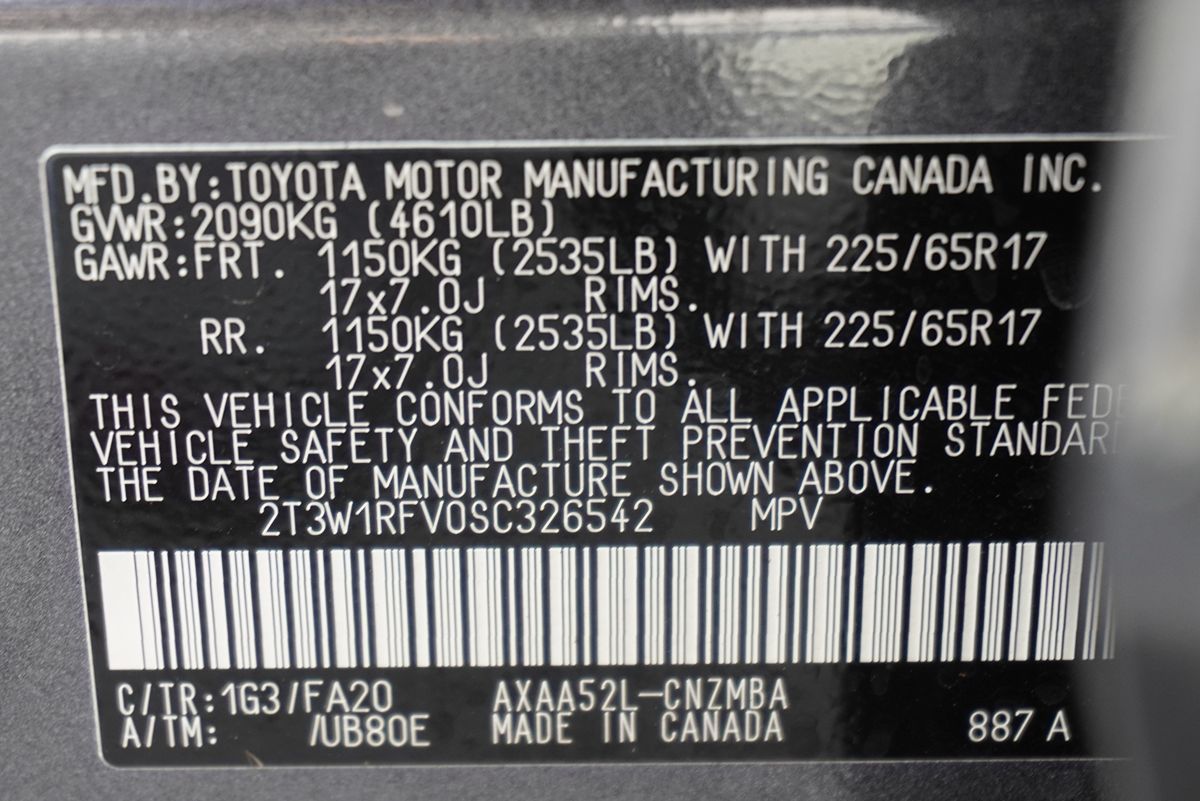 MFD.BY:TOYOTA MOTOR MANUFACTURING CANADA INC.
GVWR:2090KG (4610LB)
GAWR:FRT. 1150KG (2535LB) WITH 225/65R17
17x7.0J RIMS.
RR. 1150KG (2535LB) WITH 225/65R17
17x7.0J RIMS.
THIS VEHICLE CONFORMS TO ALL APPLICABLE
VEHICLE SAFETY AND THEFT PREVENTION
THE DATE OF MANUFACTURE SHOWN ABOVE.
2T3W1RFV0SC326542 MPV
C/TR:1G3/FA20 AXAA52L-CNZMBA
A/TM: /UB80E MADE IN CANADA 887 A